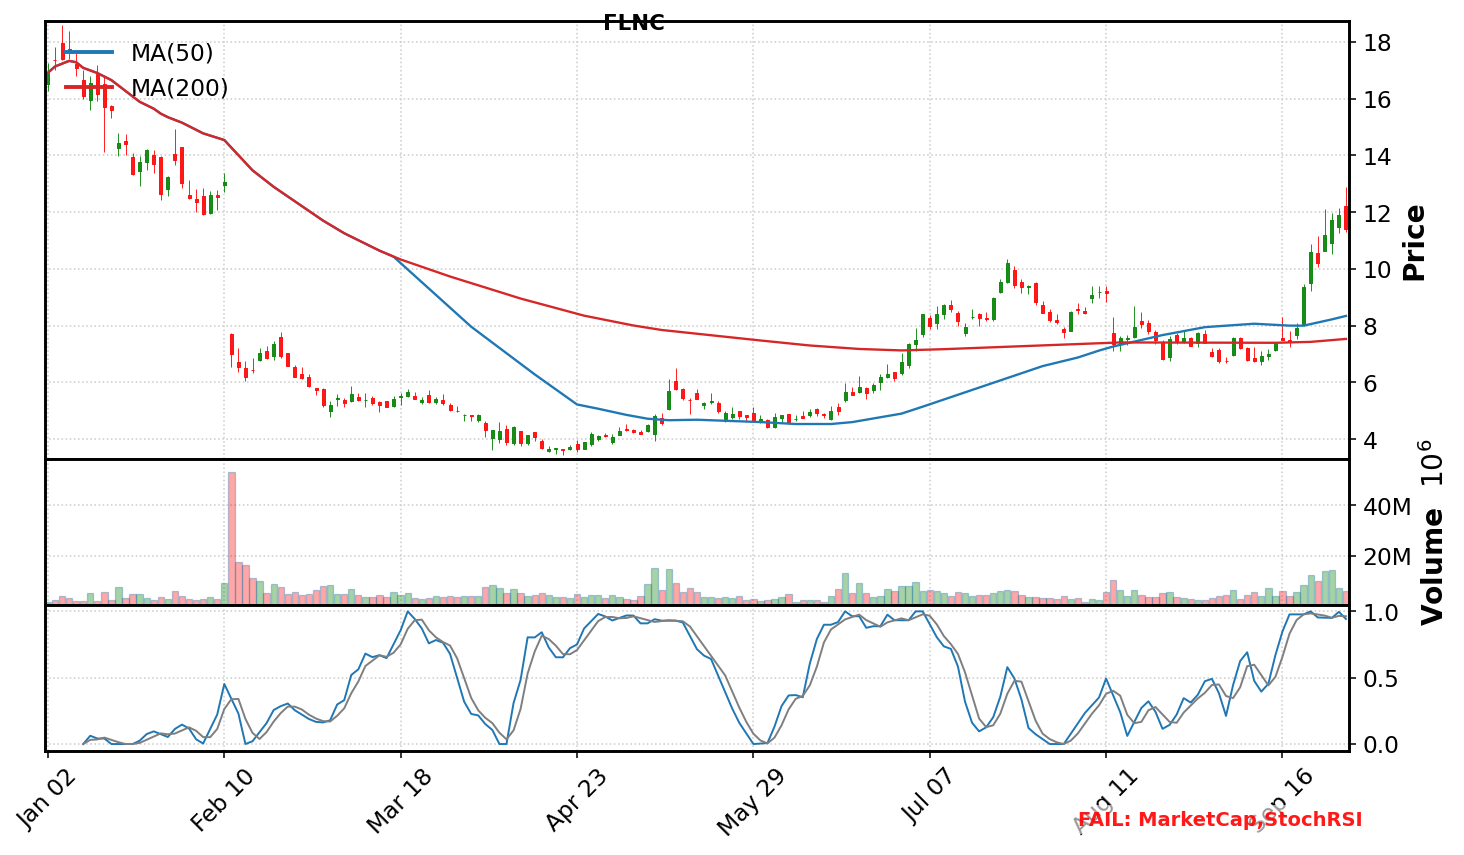 FLNC
MA(50)
MA(200)
18
16
14
12
10
8
6
4
Price
40M
20M
Volume 10^6
1.0
0.5
0.0
Jan 02
Feb 10
Mar 18
Apr 23
May 29
Jul 07
Aug 11
Sep 16
FAIL: MarketCap,StochRSI